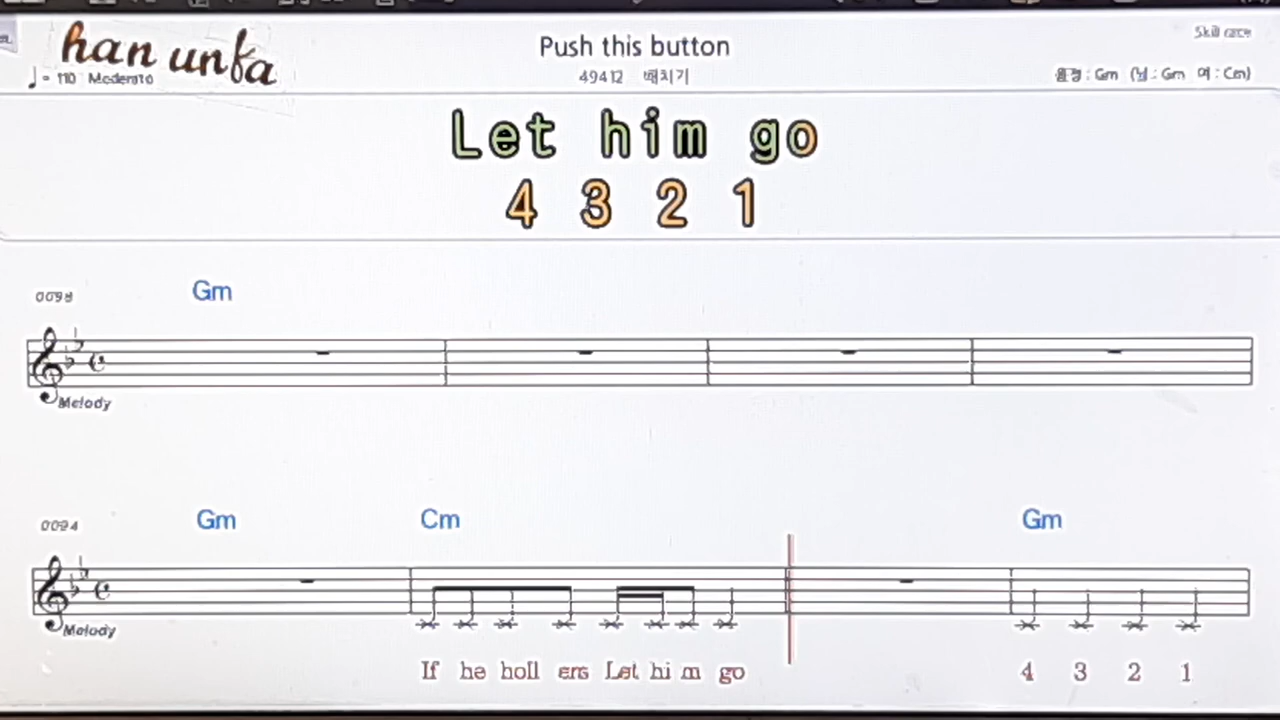 han unfa
Push this button
♩= 110 Moderato
49412 배치기
음정 : Gm (남 : Gm 여 : Cm)
Let him go
4 3 2 1
Gm
Melody
Gm Cm Gm
0094
Melody
If he holl ers Let hi m go 4 3 2 1